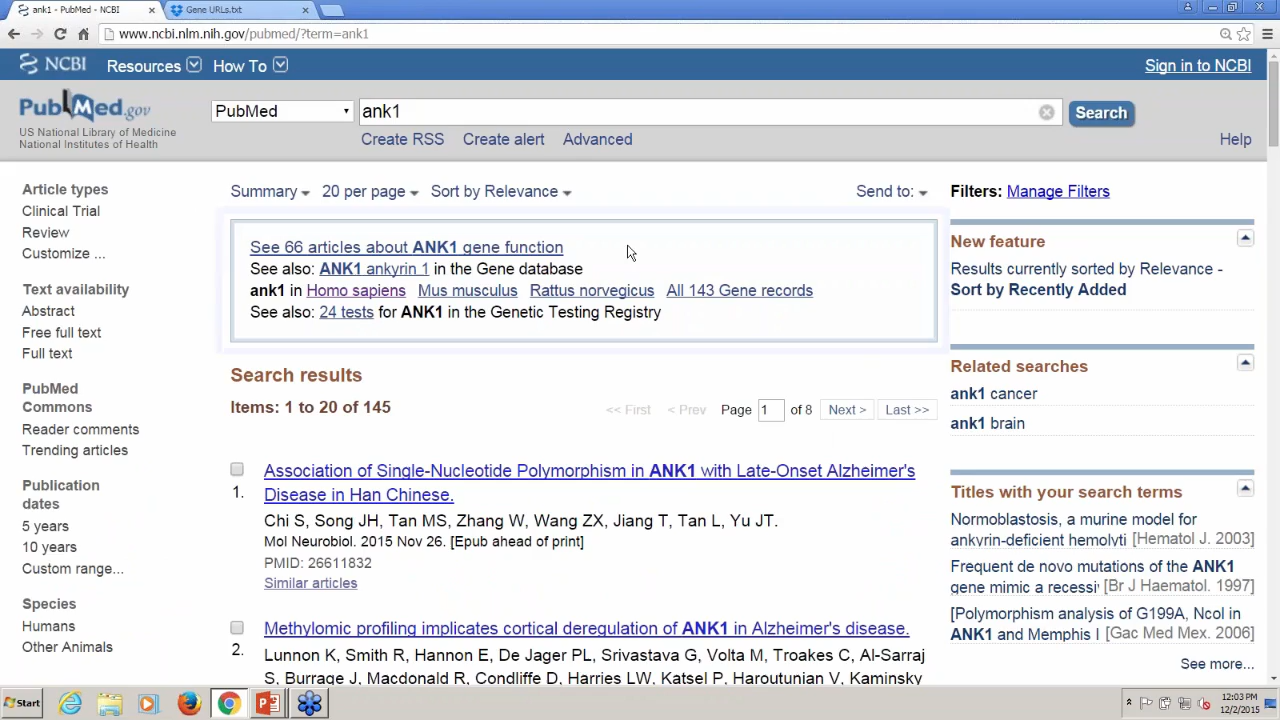 ank1 - PubMed - NCBI
Gene URLs.txt
www.ncbi.nlm.nih.gov/pubmed/?term=ank1
NCBI Resources How To Sign in to NCBI
PubMed.gov
US National Library of Medicine
National Institutes of Health
PubMed ank1 Search
Create RSS Create alert Advanced Help
Article types
Clinical Trial
Review
Customize ...
Text availability
Abstract
Free full text
Full text
PubMed
Commons
Reader comments
Trending articles
Publication
dates
5 years
10 years
Custom range...
Species
Humans
Other Animals
Summary 20 per page Sort by Relevance Send to:
See 66 articles about ANK1 gene function
See also: ANK1 ankyrin 1 in the Gene database
ank1 in Homo sapiens Mus musculus Rattus norvegicus All 143 Gene records
See also: 24 tests for ANK1 in the Genetic Testing Registry
Search results
Items: 1 to 20 of 145
<< First < Prev Page 1 of 8 Next > Last >>
Association of Single-Nucleotide Polymorphism in ANK1 with Late-Onset Alzheimer's
1. Disease in Han Chinese.
Chi S, Song JH, Tan MS, Zhang W, Wang ZX, Jiang T, Tan L, Yu JT.
Mol Neurobiol. 2015 Nov 26. [Epub ahead of print]
PMID: 26611832
Similar articles
Methylomic profiling implicates cortical deregulation of ANK1 in Alzheimer's disease.
2. Lunnon K, Smith R, Hannon E, De Jager PL, Srivastava G, Volta M, Troakes C, Al-Sarraj
S, Burrage J, Macdonald R, Condliffe D, Harries LW, Katsel P, Haroutunian V, Kaminsky
Filters: Manage Filters
New feature
Results currently sorted by Relevance -
Sort by Recently Added
Related searches
ank1 cancer
ank1 brain
Titles with your search terms
Normoblastosis, a murine model for
ankyrin-deficient hemolyti [Hematol J. 2003]
Frequent de novo mutations of the ANK1
gene mimic a recessi [Br J Haematol. 1997]
[Polymorphism analysis of G199A, NcoI in
ANK1 and Memphis I [Gac Med Mex. 2006]
See more...
Start
12:03 PM
12/2/2015